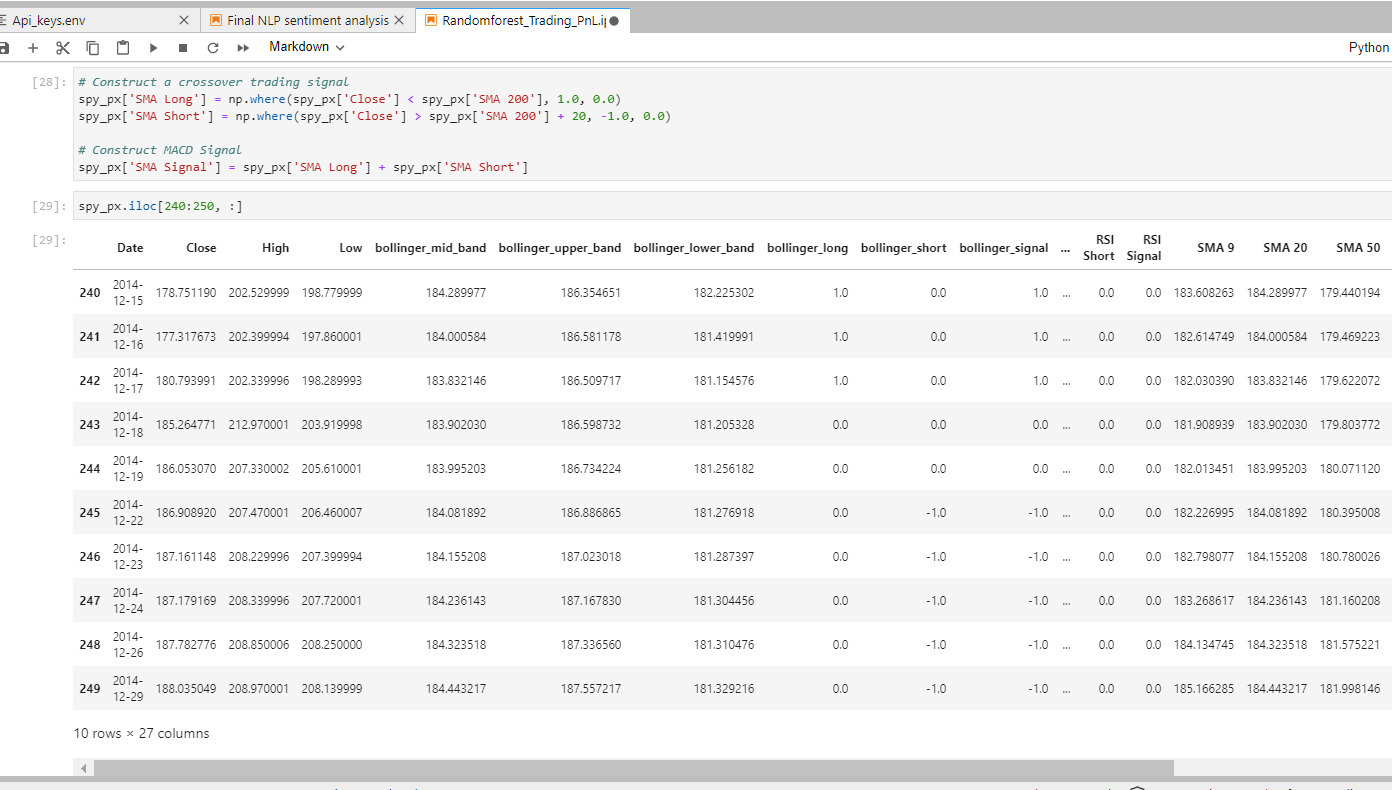 Api_keys.env Final NLP sentiment analysis Randomforest_Trading_PnL.ip
Markdown Python
[28]: # Construct a crossover trading signal
spy_px['SMA Long'] = np.where(spy_px['Close'] < spy_px['SMA 200'], 1.0, 0.0)
spy_px['SMA Short'] = np.where(spy_px['Close'] > spy_px['SMA 200'] + 20, -1.0, 0.0)
# Construct MACD Signal
spy_px['SMA Signal'] = spy_px['SMA Long'] + spy_px['SMA Short']
[29]: spy_px.iloc[240:250, :]
[29]:
Date Close High Low bollinger_mid_band bollinger_upper_band bollinger_lower_band bollinger_long bollinger_short bollinger_signal ... RSI Short RSI Signal SMA 9 SMA 20 SMA 50
240 2014-12-15 178.751190 202.529999 198.779999 184.289977 186.354651 182.225302 1.0 0.0 1.0 ... 0.0 0.0 183.608263 184.289977 179.440194
241 2014-12-16 177.317673 202.399994 197.860001 184.000584 186.581178 181.419991 1.0 0.0 1.0 ... 0.0 0.0 182.614749 184.000584 179.469223
242 2014-12-17 180.793991 202.339996 198.289993 183.832146 186.509717 181.154576 1.0 0.0 1.0 ... 0.0 0.0 182.030390 183.832146 179.622072
243 2014-12-18 185.264771 212.970001 203.919998 183.902030 186.598732 181.205328 0.0 0.0 0.0 ... 0.0 0.0 181.908939 183.902030 179.803772
244 2014-12-19 186.053070 207.330002 205.610001 183.995203 186.734224 181.256182 0.0 0.0 0.0 ... 0.0 0.0 182.013451 183.995203 180.071120
245 2014-12-22 186.908920 207.470001 206.460007 184.081892 186.886865 181.276918 0.0 -1.0 -1.0 ... 0.0 0.0 182.226995 184.081892 180.395008
246 2014-12-23 187.161148 208.229996 207.399994 184.155208 187.023018 181.287397 0.0 -1.0 -1.0 ... 0.0 0.0 182.798077 184.155208 180.780026
247 2014-12-24 187.179169 208.339996 207.720001 184.236143 187.167830 181.304456 0.0 -1.0 -1.0 ... 0.0 0.0 183.268617 184.236143 181.160208
248 2014-12-26 187.782776 208.850006 208.250000 184.323518 187.336560 181.310476 0.0 -1.0 -1.0 ... 0.0 0.0 184.134745 184.323518 181.575221
249 2014-12-29 188.035049 208.970001 208.139999 184.443217 187.557217 181.329216 0.0 -1.0 -1.0 ... 0.0 0.0 185.166285 184.443217 181.998146
10 rows × 27 columns